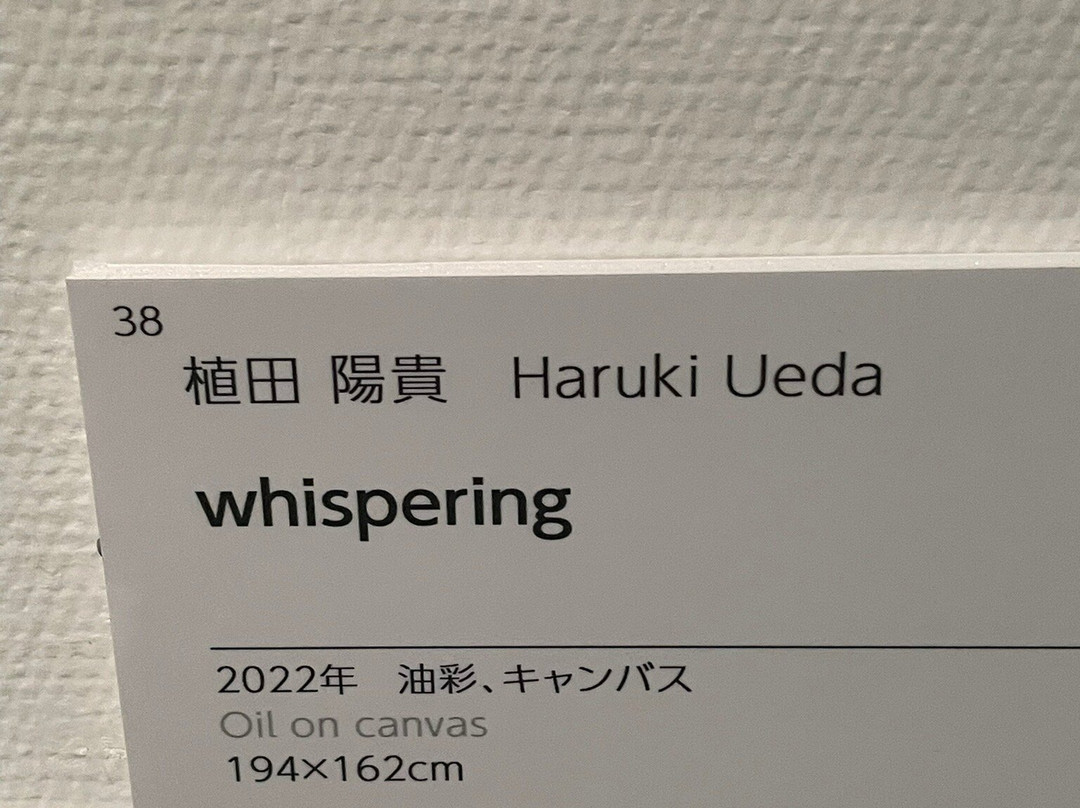 38
植田 陽貴　Haruki Ueda
whispering
2022年　油彩、キャンバス
Oil on canvas
194×162cm